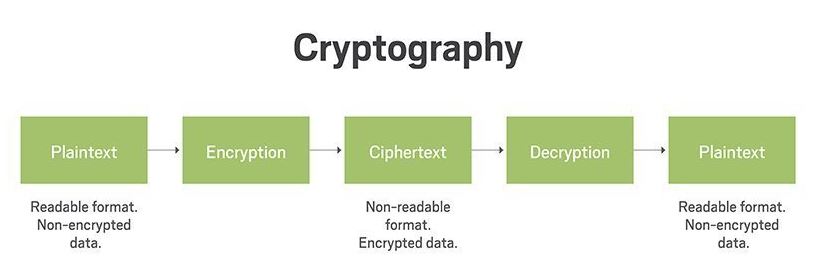 Cryptography
Plaintext
Encryption
Ciphertext
Decryption
Plaintext
Readable format.
Non-encrypted
data.
Non-readable
format.
Encrypted data.
Readable format.
Non-encrypted
data.